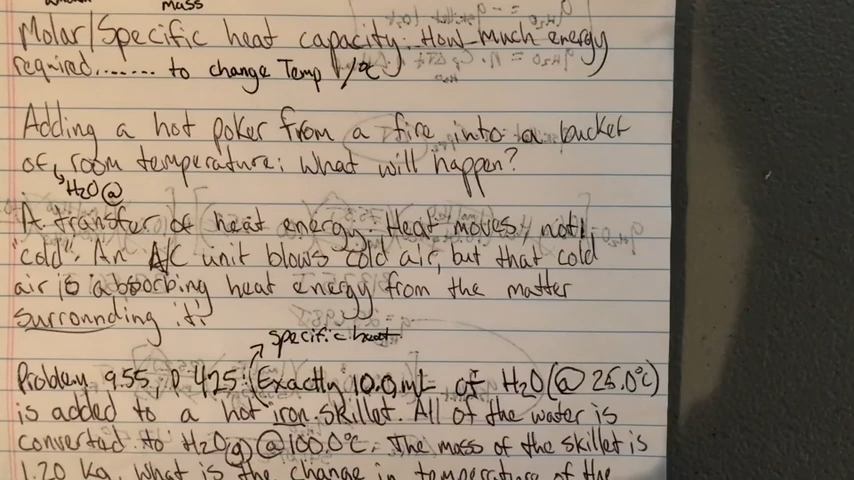 mass
Molar/Specific heat capacity: How much energy
required....... to change Temp 1/°C
Adding a hot poker from a fire into a bucket
of room temperature: What will happen?
H2O @
A transfer of heat energy. Heat moves, not
"cold". An A/C unit blows cold air, but that cold
air is absorbing heat energy from the matter
surronnding it!
specific heat
Problem 9.55, p 425: Exactly 10.0 mL of H2O (@ 25.0°C)
is added to a hot iron skillet. All of the water is
converted to H2O(g) @ 100.0°C. The mass of the skillet is
1.20 Kg. What is the change in temperature of the